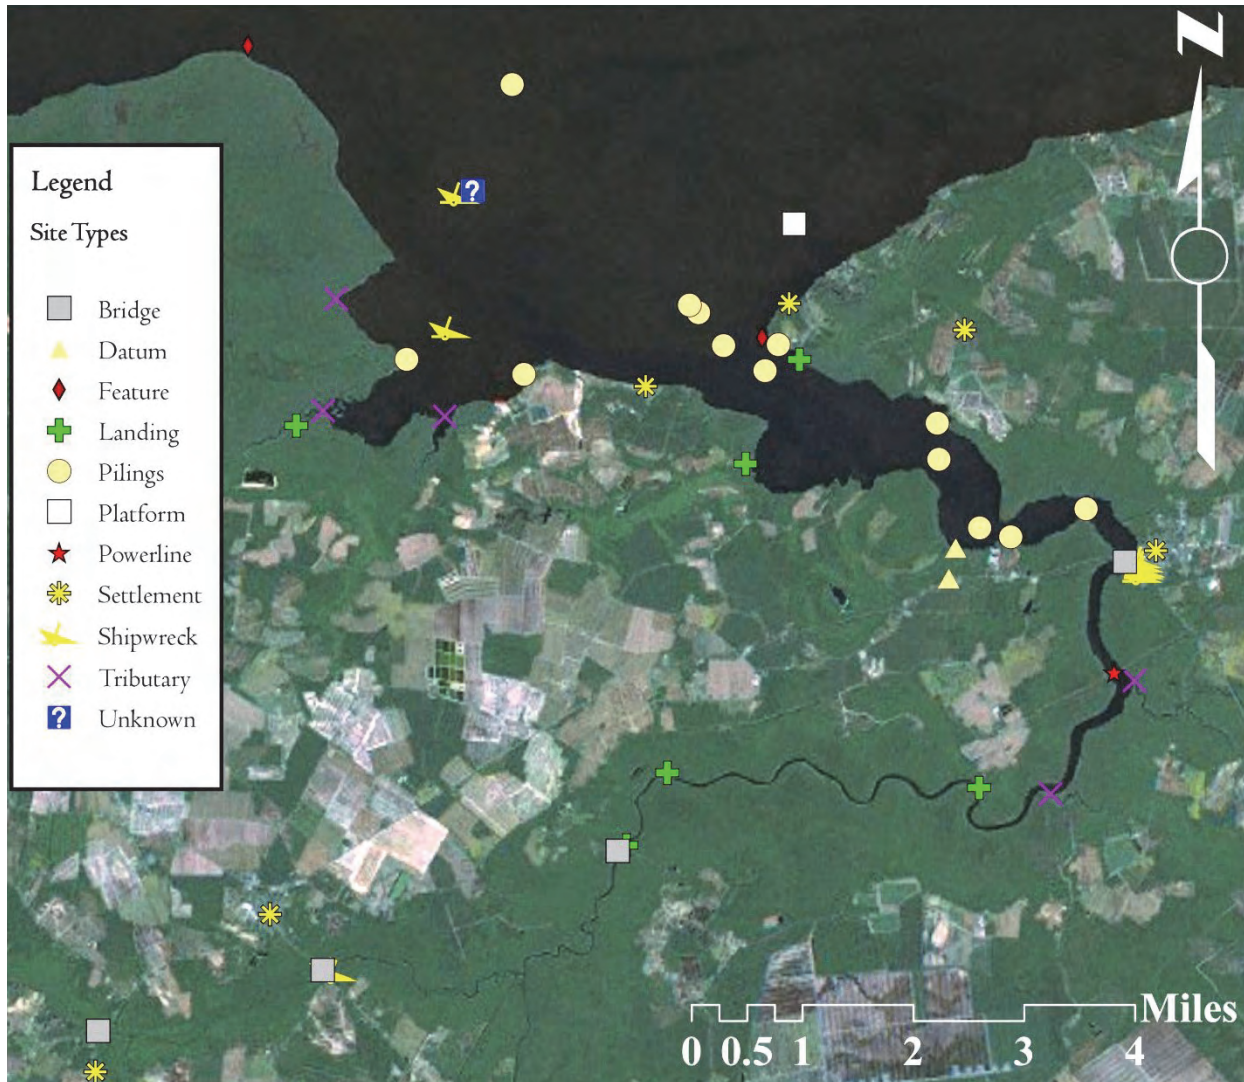 N
Legend
Site Types
Bridge
Datum
Feature
Landing
Pilings
Platform
Powerline
Settlement
Shipwreck
Tributary
? Unknown
?
Miles
0 0.5 1 2 3 4